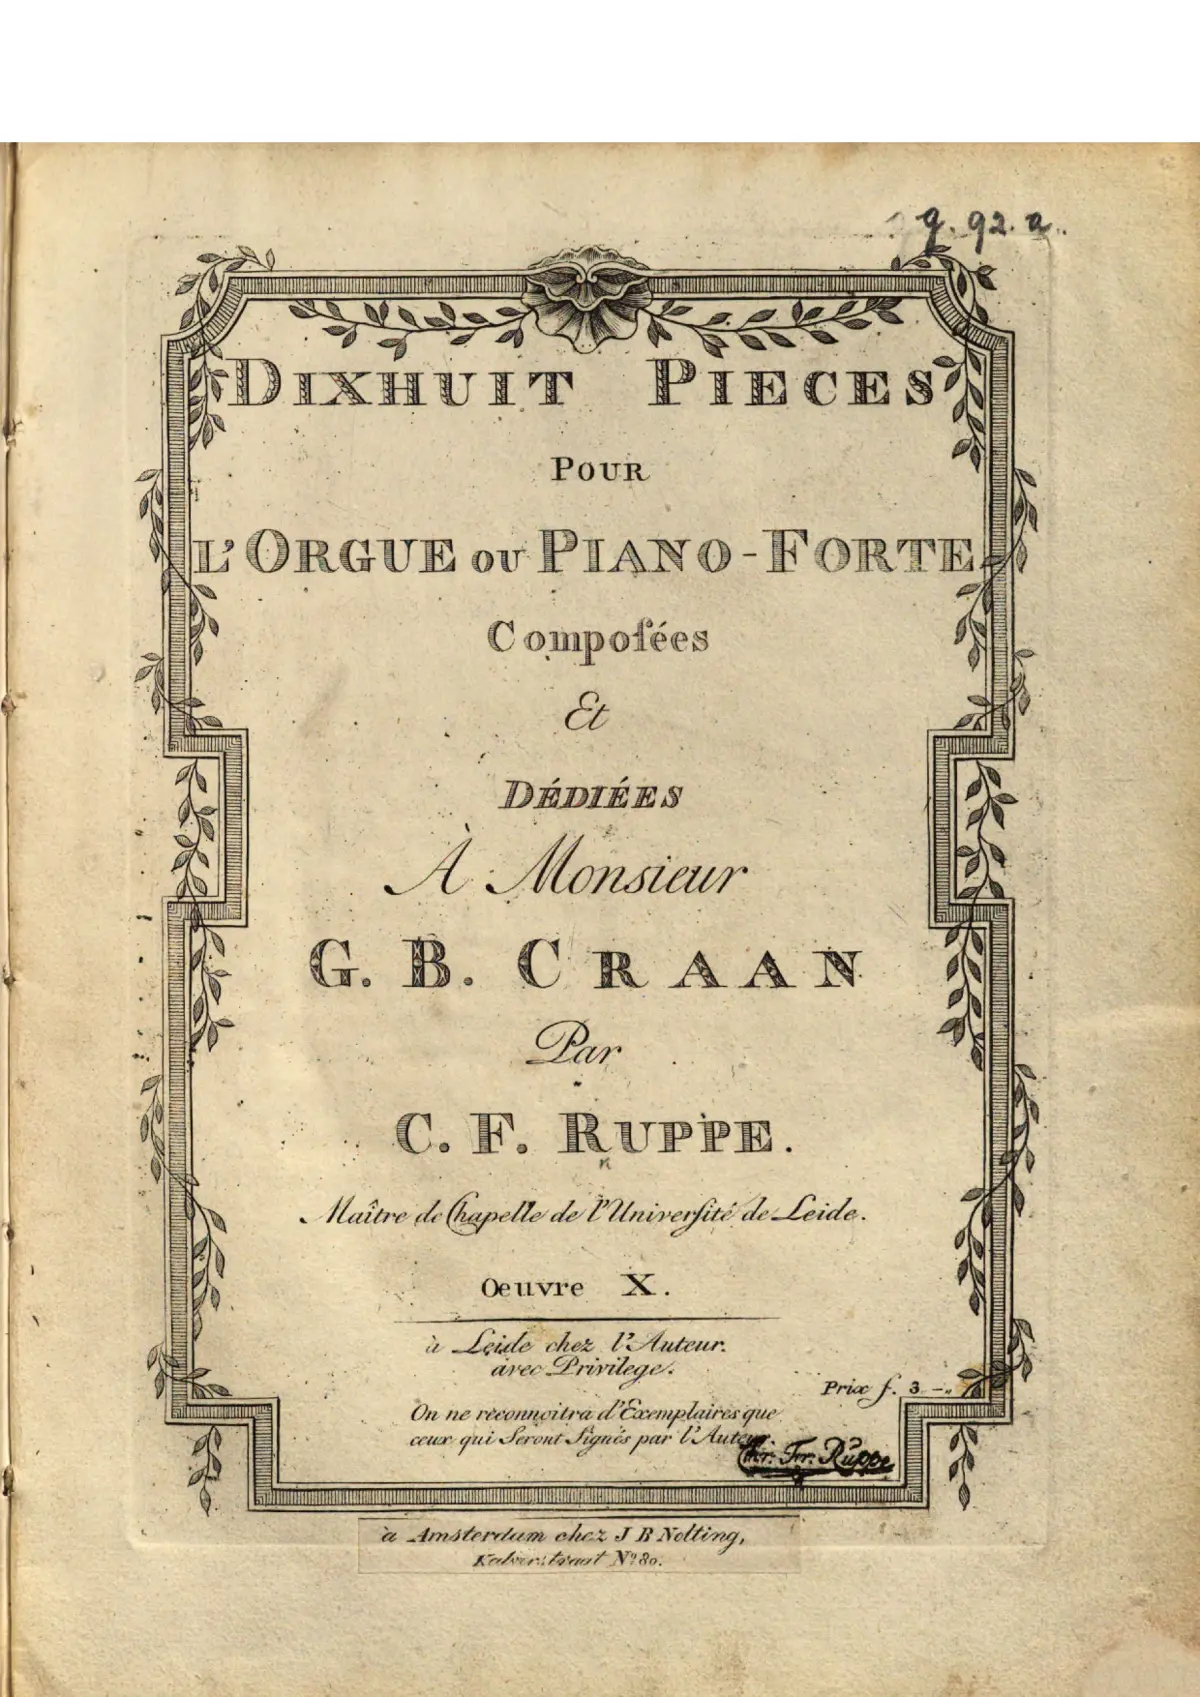 g. 92. a.
DIXHUIT PIECES
POUR
L'ORGUE OU PIANO-FORTE
Compoſées
Et
DÉDIÉES
À Monsieur
G. B. CRAAN
Par
C. F. RUPPE.
Maître de Chapelle de l'Univerſité de Leide.
Oeuvre X.
à Leide chez l'Auteur.
avec Privilege.
Prix f. 3 -„
On ne reconnoitra d'Exemplaires que
ceux qui Seront Signés par l'Auteur.
Chr. Fr. Ruppe
à Amsterdam chez J B Nolting,
Kalverstraat No. 80.